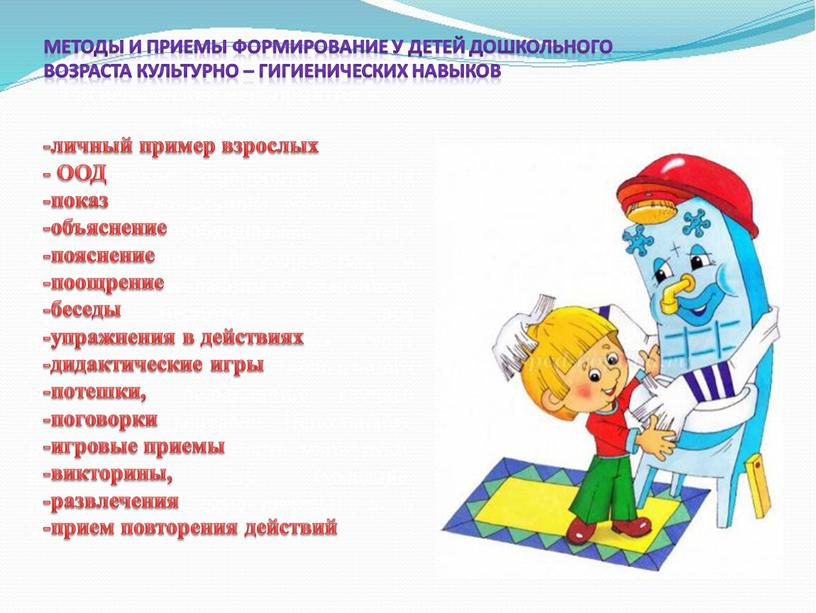 МЕТОДЫ И ПРИЕМЫ ФОРМИРОВАНИЕ У ДЕТЕЙ ДОШКОЛЬНОГО
ВОЗРАСТА КУЛЬТУРНО – ГИГИЕНИЧЕСКИХ НАВЫКОВ
-личный пример взрослых
- ООД
-показ
-объяснение
-пояснение
-поощрение
-беседы
-упражнения в действиях
-дидактические игры
-потешки,
-поговорки
-игровые приемы
-викторины,
-развлечения
-прием повторения действий